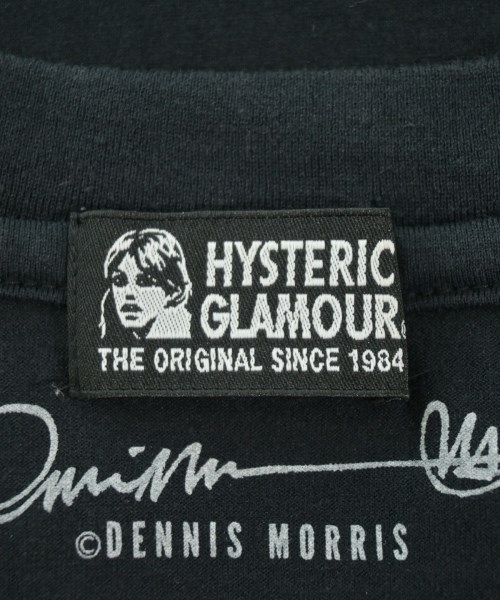 HYSTERIC
GLAMOUR
THE ORIGINAL SINCE 1984
©DENNIS MORRIS